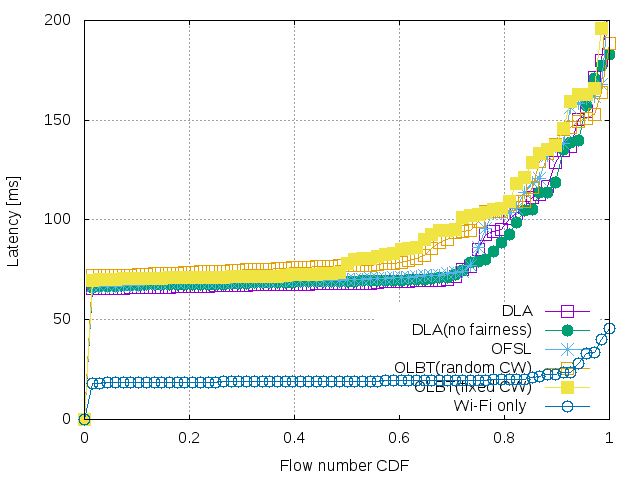 200
150
100
50
0
Latency [ms]
DLA
DLA(no fairness)
OFSL
OLBT(random CW)
OLBT(fixed CW)
Wi-Fi only
0 0.2 0.4 0.6 0.8 1
Flow number CDF